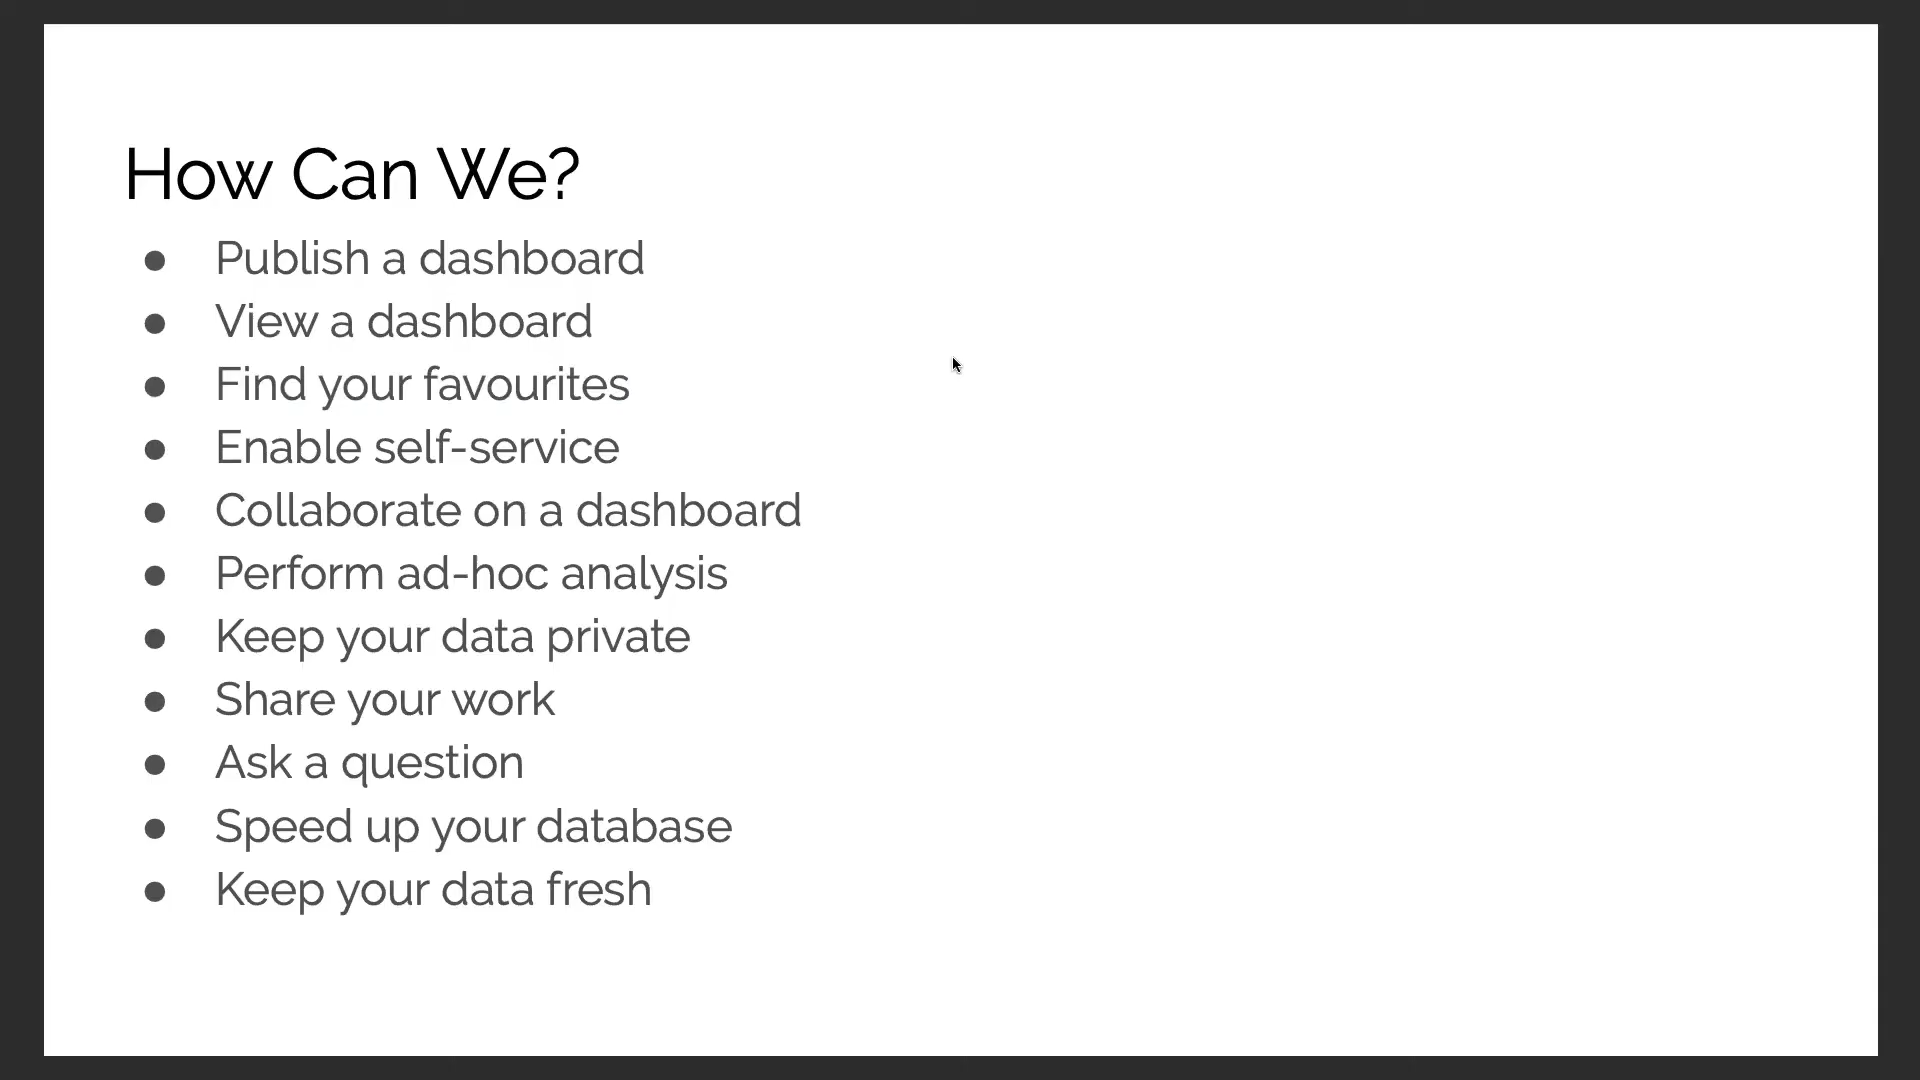 How Can We?
● Publish a dashboard
● View a dashboard
● Find your favourites
● Enable self-service
● Collaborate on a dashboard
● Perform ad-hoc analysis
● Keep your data private
● Share your work
● Ask a question
● Speed up your database
● Keep your data fresh